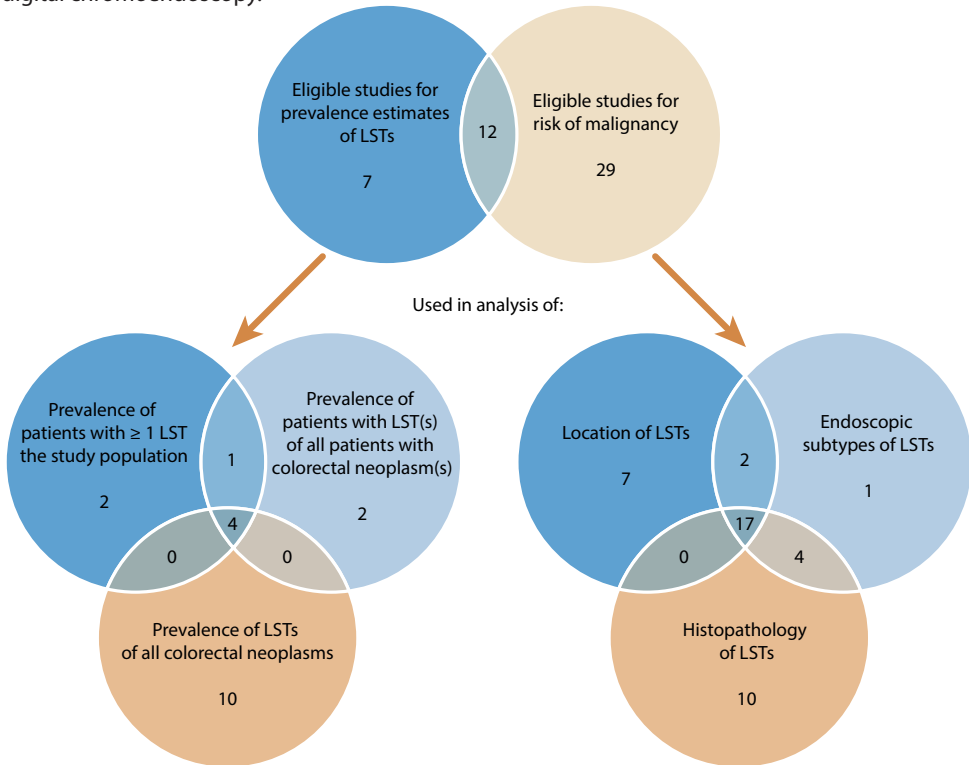 digital chromoendoscopy.
Eligible studies for
prevalence estimates
of LSTs
7
12
Eligible studies for
risk of malignancy
29
Used in analysis of:
Prevalence of
patients with ≥ 1 LST
the study population
2
1
Prevalence of
patients with LST(s)
of all patients with
colorectal neoplasm(s)
2
4
0
0
Prevalence of LSTs
of all colorectal neoplasms
10
Location of LSTs
7
2
Endoscopic
subtypes of LSTs
1
17
0
4
Histopathology
of LSTs
10